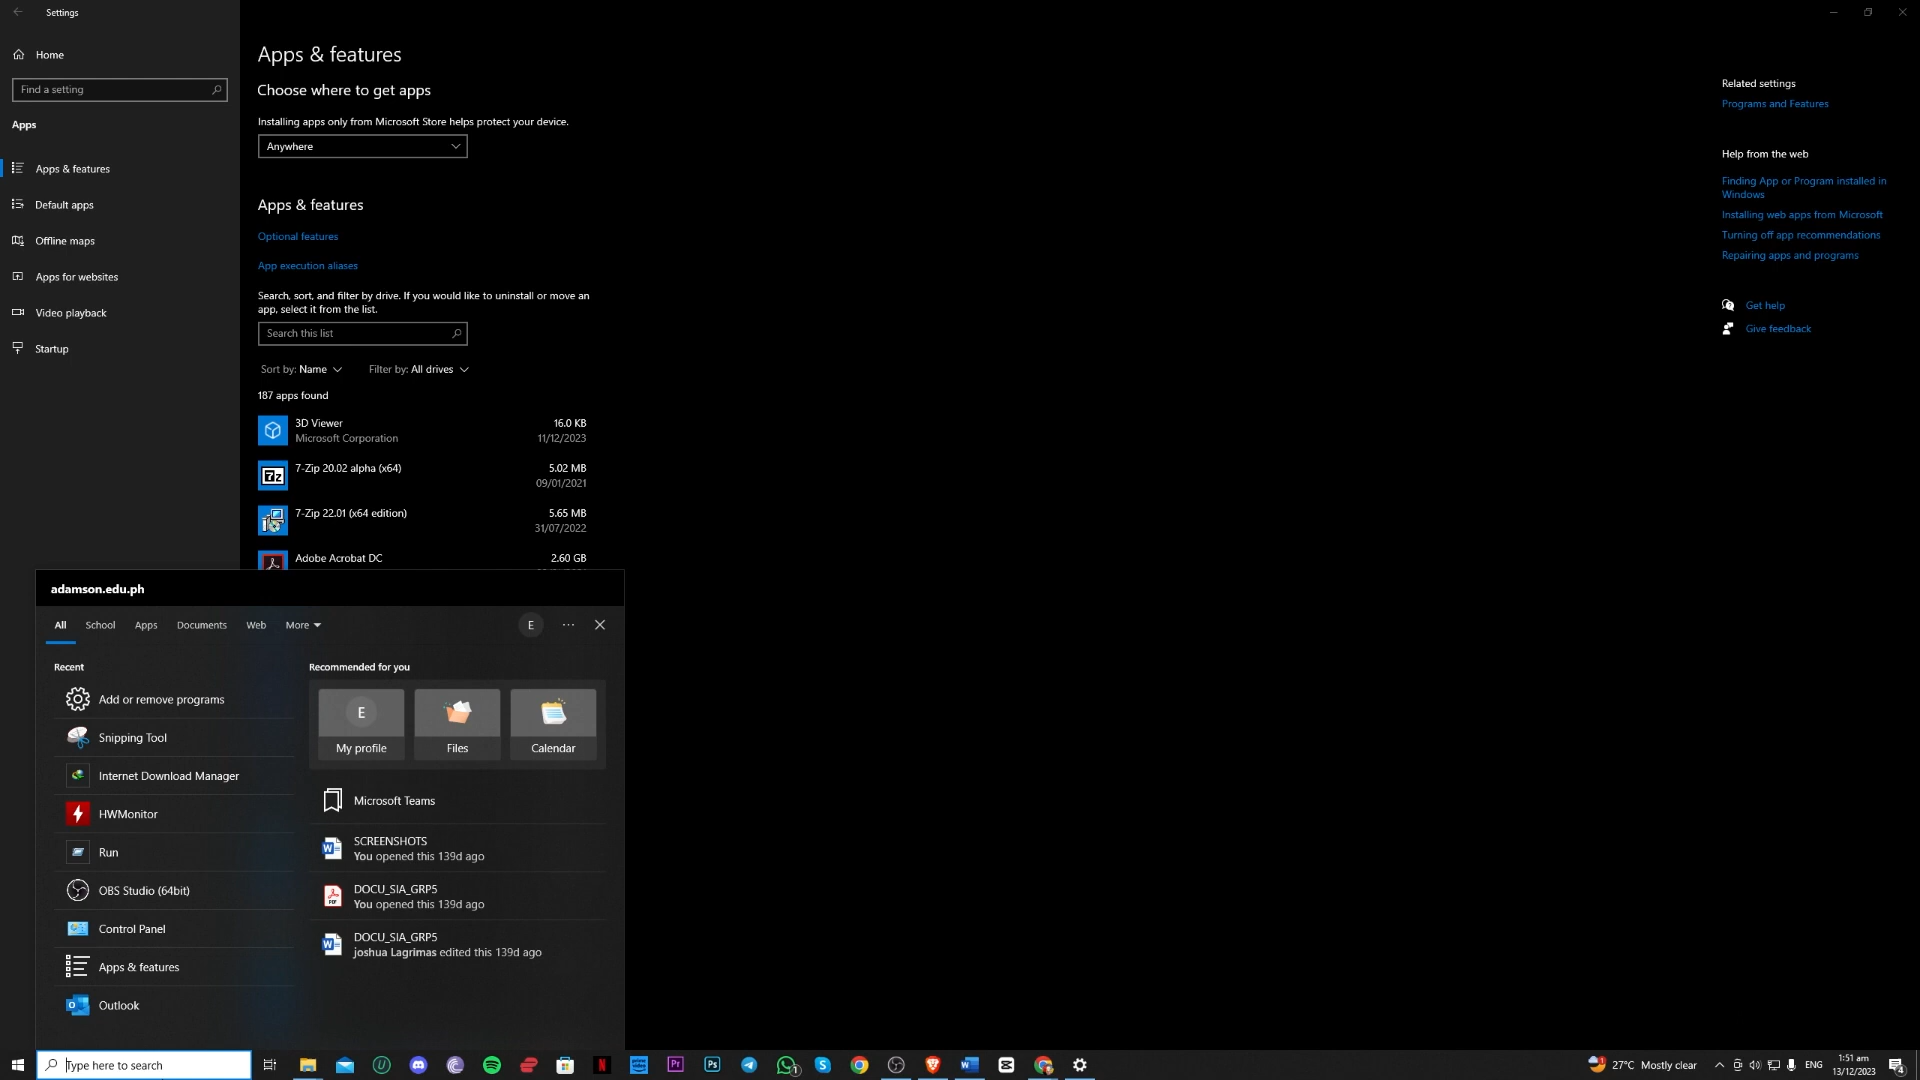 Settings
Home
Find a setting
Apps
Apps & features
Default apps
Offline maps
Apps for websites
Video playback
Startup
Apps & features
Choose where to get apps
Installing apps only from Microsoft Store helps protect your device.
Anywhere
Apps & features
Optional features
App execution aliases
Search, sort, and filter by drive. If you would like to uninstall or move an
app, select it from the list.
Search this list
Sort by: Name Filter by: All drives
187 apps found
3D Viewer 16.0 KB
Microsoft Corporation 11/12/2023
7-Zip 20.02 alpha (x64) 5.02 MB
09/01/2021
7-Zip 22.01 (x64 edition) 5.65 MB
31/07/2022
Adobe Acrobat DC 2.60 GB
Related settings
Programs and Features
Help from the web
Finding App or Program installed in
Windows
Installing web apps from Microsoft
Turning off app recommendations
Repairing apps and programs
Get help
Give feedback
adamson.edu.ph
All School Apps Documents Web More E
Recent
Add or remove programs
Snipping Tool
Internet Download Manager
HWMonitor
Run
OBS Studio (64bit)
Control Panel
Apps & features
Outlook
Recommended for you
E
My profile Files Calendar
Microsoft Teams
SCREENSHOTS
You opened this 139d ago
DOCU_SIA_GRP5
You opened this 139d ago
DOCU_SIA_GRP5
joshua Lagrimas edited this 139d ago
Type here to search
27°C Mostly clear
ENG
1:51 am
13/12/2023
4